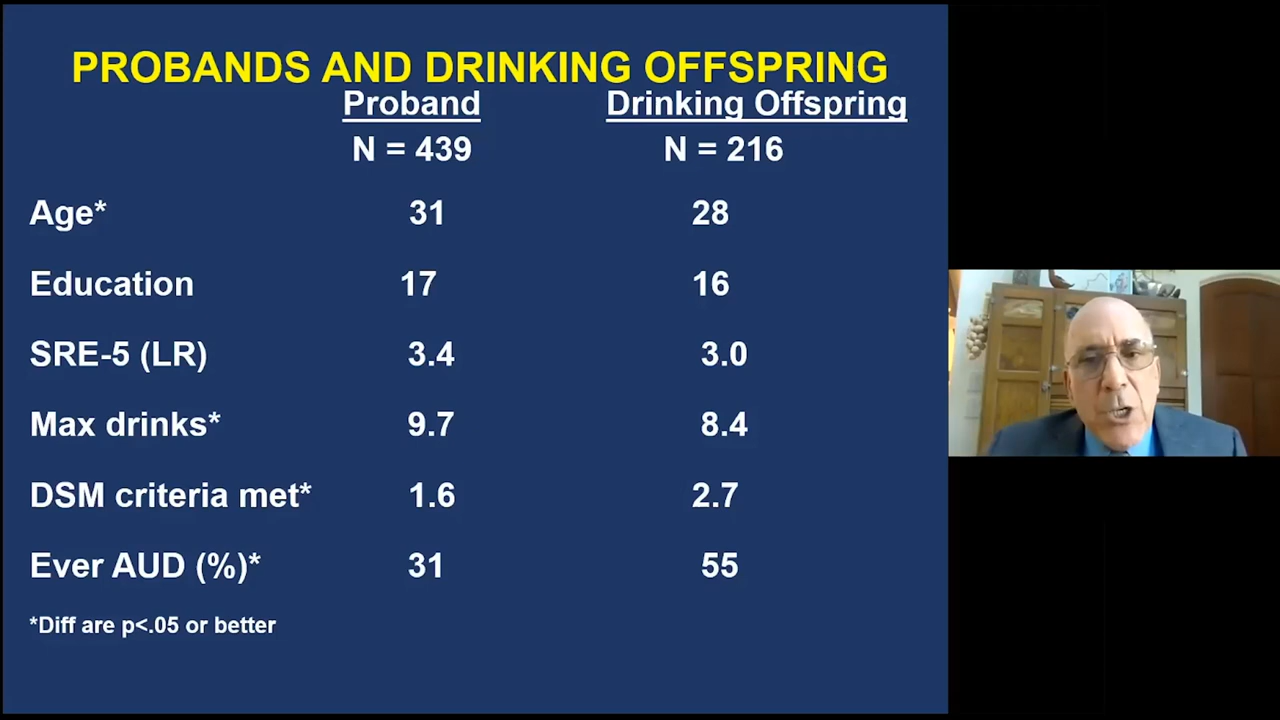 PROBANDS AND DRINKING OFFSPRING
Proband Drinking Offspring
N = 439 N = 216
Age* 31 28
Education 17 16
SRE-5 (LR) 3.4 3.0
Max drinks* 9.7 8.4
DSM criteria met* 1.6 2.7
Ever AUD (%)* 31 55
*Diff are p<.05 or better